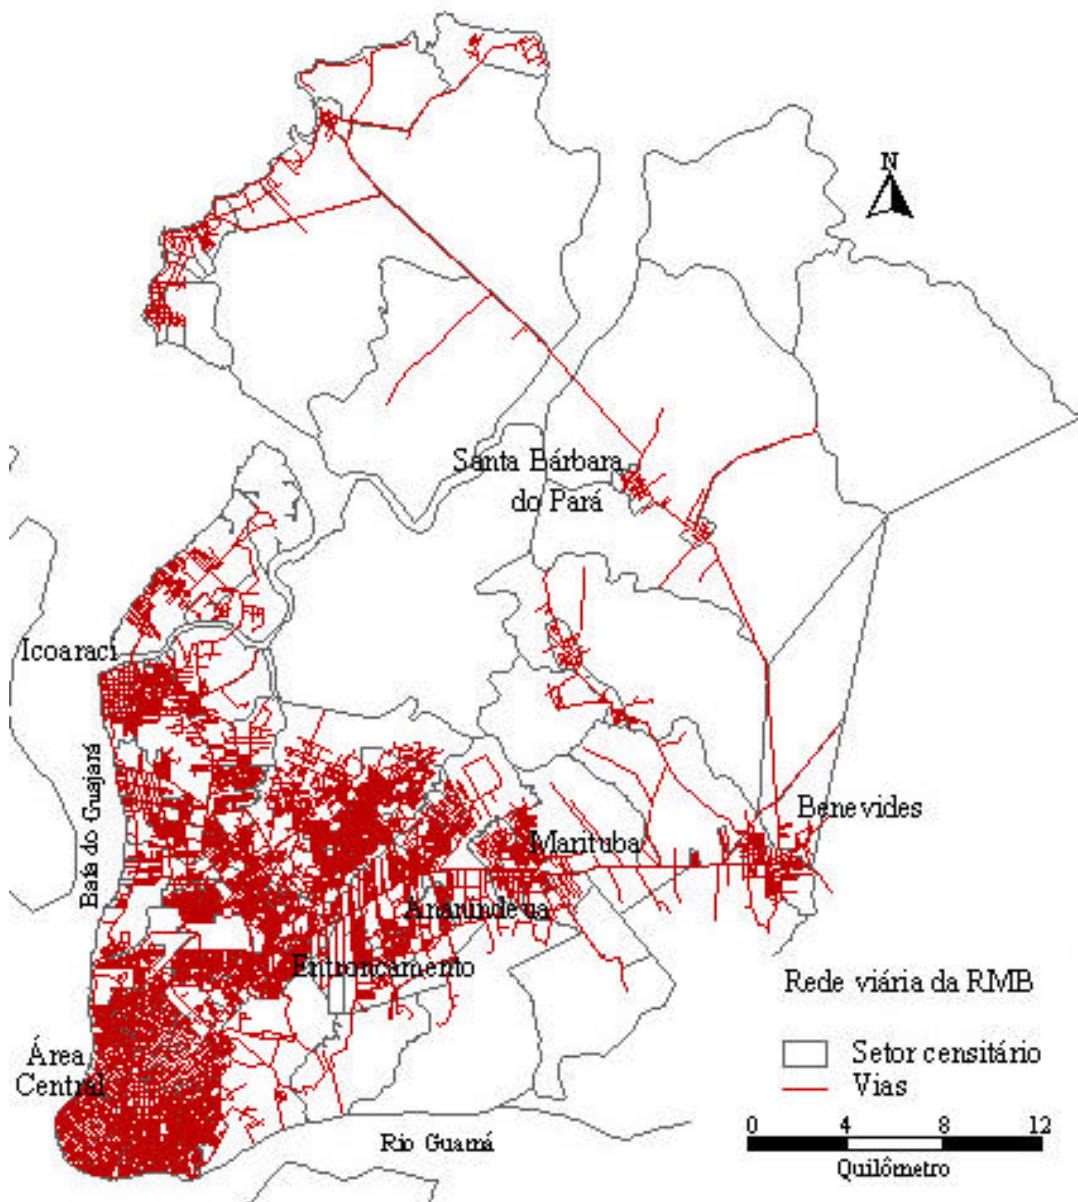 N
Santa Bárbara
do Pará
Icoaraci
Baía do Guajará
Benevides
Marituba
Ananindeua
Entroncamento
Rede viária da RMB
Setor censitário
Vias
Área
Central
0 4 8 12
Quilômetro
Rio Guamá